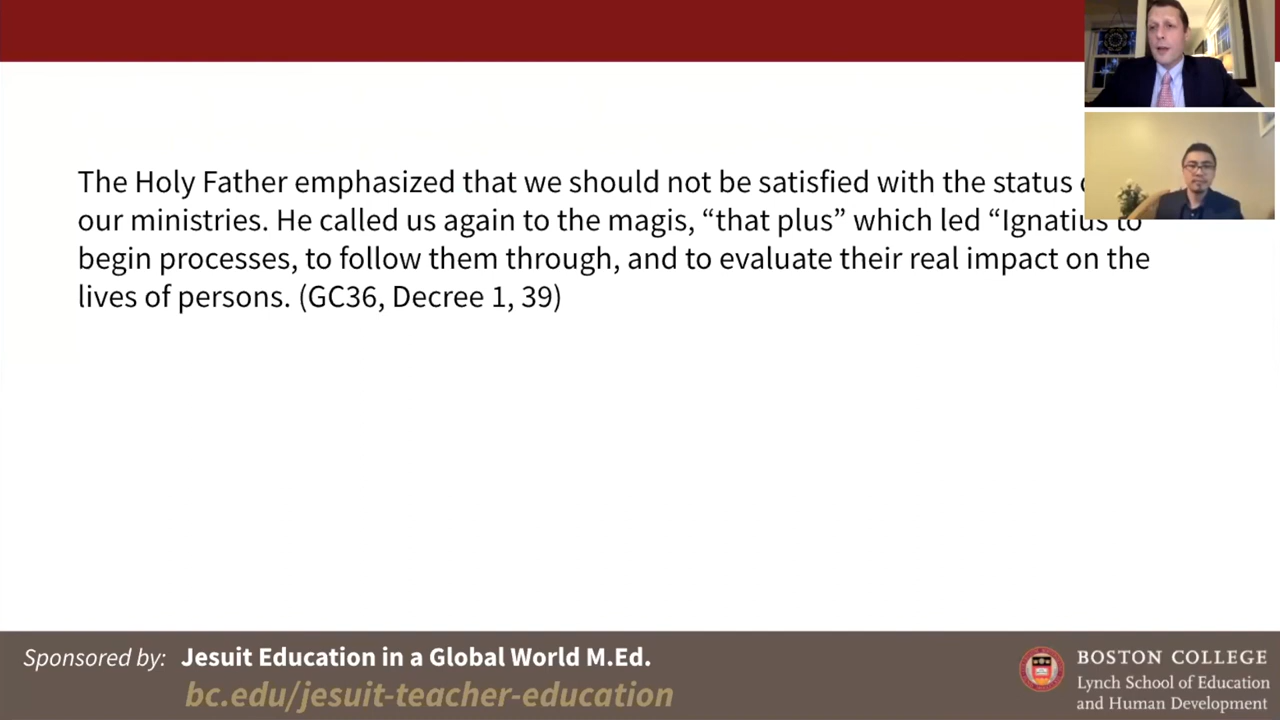 The Holy Father emphasized that we should not be satisfied with the status
our ministries. He called us again to the magis, “that plus” which led “Ignatius to
begin processes, to follow them through, and to evaluate their real impact on the
lives of persons. (GC36, Decree 1, 39)
Sponsored by: Jesuit Education in a Global World M.Ed.
bc.edu/jesuit-teacher-education
BOSTON COLLEGE
Lynch School of Education
and Human Development